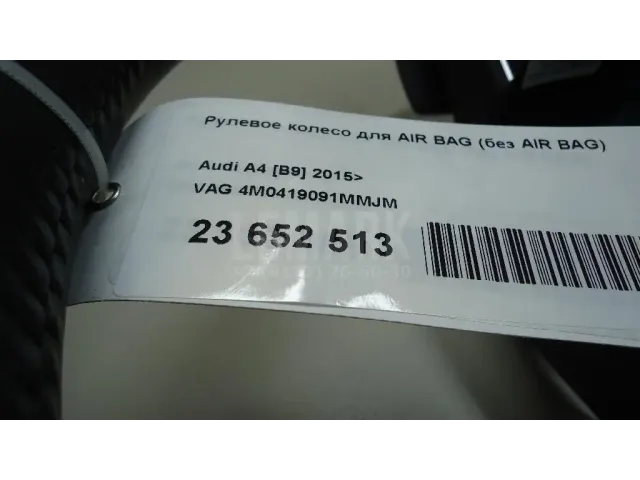 Рулевое колесо для AIR BAG (без AIR BAG)
Audi A4 [B9] 2015>
VAG 4M0419091MMJM
23 652 513